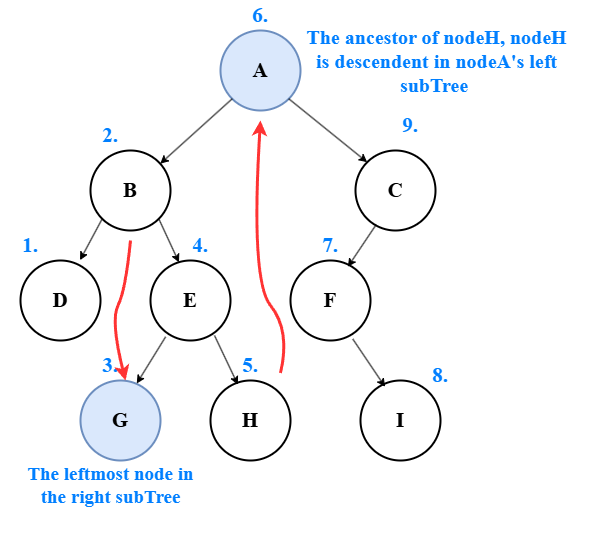 6.
The ancestor of nodeH, nodeH
is descendent in nodeA's left
subTree
A
9.
2.
B
C
1.
4.
7.
D
E
F
3.
5.
8.
G
H
I
The leftmost node in
the right subTree